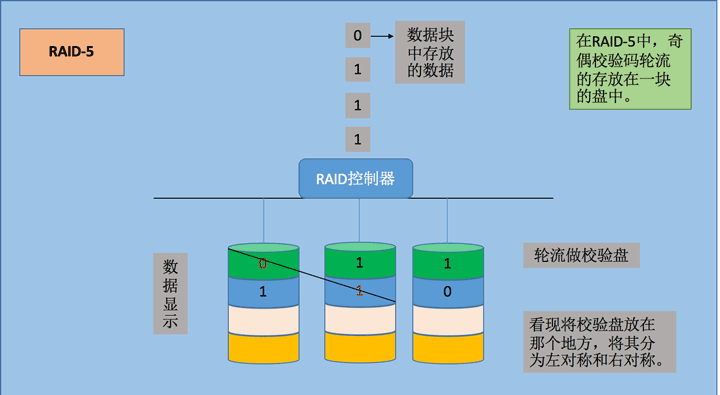 RAID-5
0
数据块
中存放
的数据
1
1
1
在RAID-5中，奇
偶校验码轮流
的存放在一块
的盘中。
RAID控制器
数据显示
0
1
1
1
1
0
轮流做校验盘
看现将校验盘放在
那个地方，将其分
为左对称和右对称。